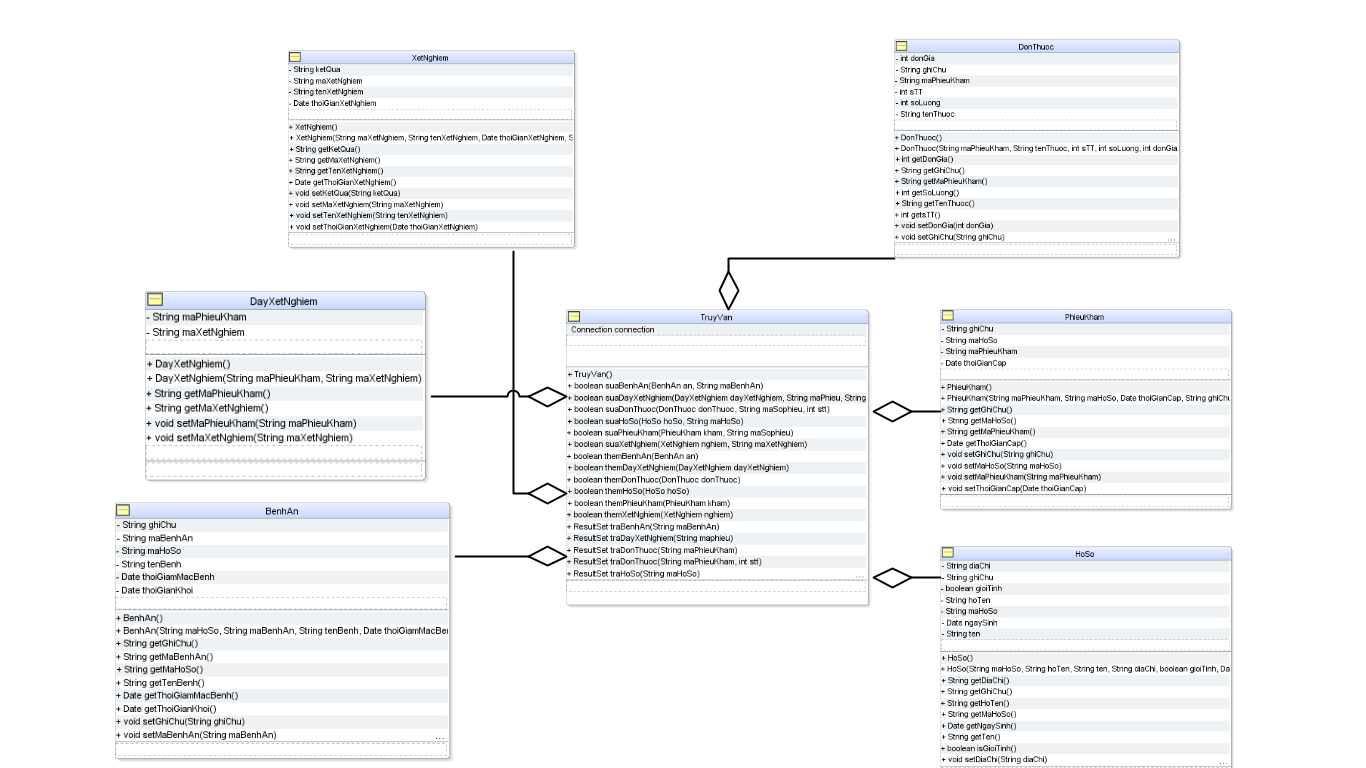 XetNghiem
- String ketQua
- String maXetNghiem
- String tenXetNghiem
- Date thoiGianXetNghiem
+ XetNghiem()
+ XetNghiem(String maXetNghiem, String tenXetNghiem, Date thoiGianXetNghiem, S
+ String getKetQua()
+ String getMaXetNghiem()
+ String getTenXetNghiem()
+ Date getThoiGianXetNghiem()
+ void setKetQua(String ketQua)
+ void setMaXetNghiem(String maXetNghiem)
+ void setTenXetNghiem(String tenXetNghiem)
+ void setThoiGianXetNghiem(Date thoiGianXetNghiem)
DonThuoc
- int donGia
- String ghiChu
- String maPhieuKham
- int sTT
- int soLuong
- String tenThuoc
+ DonThuoc()
+ DonThuoc(String maPhieuKham, String tenThuoc, int sTT, int soLuong, int donGia
+ int getDonGia()
+ String getGhiChu()
+ String getMaPhieuKham()
+ int getSoLuong()
+ String getTenThuoc()
+ int getsTT()
+ void setDonGia(int donGia)
+ void setGhiChu(String ghiChu)
...
DayXetNghiem
- String maPhieuKham
- String maXetNghiem
+ DayXetNghiem()
+ DayXetNghiem(String maPhieuKham, String maXetNghiem)
+ String getMaPhieuKham()
+ String getMaXetNghiem()
+ void setMaPhieuKham(String maPhieuKham)
+ void setMaXetNghiem(String maXetNghiem)
TruyVan
Connection connection
+ TruyVan()
+ boolean suaBenhAn(BenhAn an, String maBenhAn)
+ boolean suaDayXetNghiem(DayXetNghiem dayXetNghiem, String maPhieu, String
+ boolean suaDonThuoc(DonThuoc donThuoc, String maSophieu, int stt)
+ boolean suaHoSo(HoSo hoSo, String maHoSo)
+ boolean suaPhieuKham(PhieuKham kham, String maSophieu)
+ boolean suaXetNghiem(XetNghiem nghiem, String maXetNghiem)
+ boolean themBenhAn(BenhAn an)
+ boolean themDayXetNghiem(DayXetNghiem dayXetNghiem)
+ boolean themDonThuoc(DonThuoc donThuoc)
+ boolean themHoSo(HoSo hoSo)
+ boolean themPhieuKham(PhieuKham kham)
+ boolean themXetNghiem(XetNghiem nghiem)
+ ResultSet traBenhAn(String maBenhAn)
+ ResultSet traDayXetNghiem(String maphieu)
+ ResultSet traDonThuoc(String maPhieuKham)
+ ResultSet traDonThuoc(String maPhieuKham, int stt)
+ ResultSet traHoSo(String maHoSo)
...
PhieuKham
- String ghiChu
- String maHoSo
- String maPhieuKham
- Date thoiGianCap
+ PhieuKham()
+ PhieuKham(String maPhieuKham, String maHoSo, Date thoiGianCap, String ghiChu
+ String getGhiChu()
+ String getMaHoSo()
+ String getMaPhieuKham()
+ Date getThoiGianCap()
+ void setGhiChu(String ghiChu)
+ void setMaHoSo(String maHoSo)
+ void setMaPhieuKham(String maPhieuKham)
+ void setThoiGianCap(Date thoiGianCap)
BenhAn
- String ghiChu
- String maBenhAn
- String maHoSo
- String tenBenh
- Date thoiGiamMacBenh
- Date thoiGianKhoi
+ BenhAn()
+ BenhAn(String maHoSo, String maBenhAn, String tenBenh, Date thoiGiamMacBer
+ String getGhiChu()
+ String getMaBenhAn()
+ String getMaHoSo()
+ String getTenBenh()
+ Date getThoiGiamMacBenh()
+ Date getThoiGianKhoi()
+ void setGhiChu(String ghiChu)
+ void setMaBenhAn(String maBenhAn)
...
HoSo
- String diaChi
- String ghiChu
- boolean gioiTinh
- String hoTen
- String maHoSo
- Date ngaySinh
- String ten
+ HoSo()
+ HoSo(String maHoSo, String hoTen, String ten, String diaChi, boolean gioiTinh, Da
+ String getDiaChi()
+ String getGhiChu()
+ String getHoTen()
+ String getMaHoSo()
+ Date getNgaySinh()
+ String getTen()
+ boolean isGioiTinh()
+ void setDiaChi(String diaChi)
...